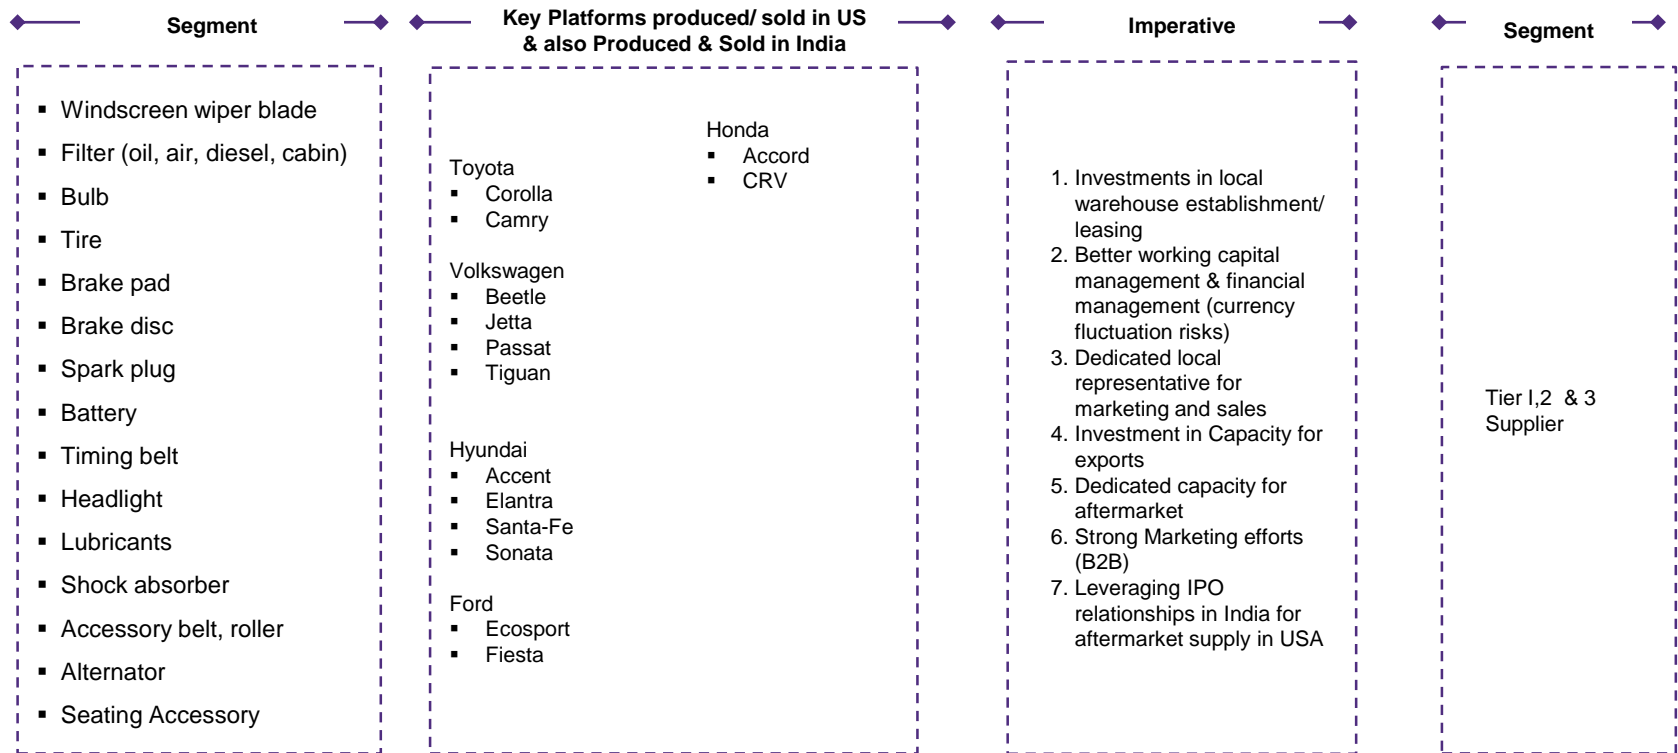 Segment
Key Platforms produced/ sold in US
& also Produced & Sold in India
Imperative
Segment
▪ Windscreen wiper blade
▪ Filter (oil, air, diesel, cabin)
▪ Bulb
▪ Tire
▪ Brake pad
▪ Brake disc
▪ Spark plug
▪ Battery
▪ Timing belt
▪ Headlight
▪ Lubricants
▪ Shock absorber
▪ Accessory belt, roller
▪ Alternator
▪ Seating Accessory
Toyota
▪ Corolla
▪ Camry
Volkswagen
▪ Beetle
▪ Jetta
▪ Passat
▪ Tiguan
Hyundai
▪ Accent
▪ Elantra
▪ Santa-Fe
▪ Sonata
Ford
▪ Ecosport
▪ Fiesta
Honda
▪ Accord
▪ CRV
1. Investments in local
warehouse establishment/
leasing
2. Better working capital
management & financial
management (currency
fluctuation risks)
3. Dedicated local
representative for
marketing and sales
4. Investment in Capacity for
exports
5. Dedicated capacity for
aftermarket
6. Strong Marketing efforts
(B2B)
7. Leveraging IPO
relationships in India for
aftermarket supply in USA
Tier I,2 & 3
Supplier